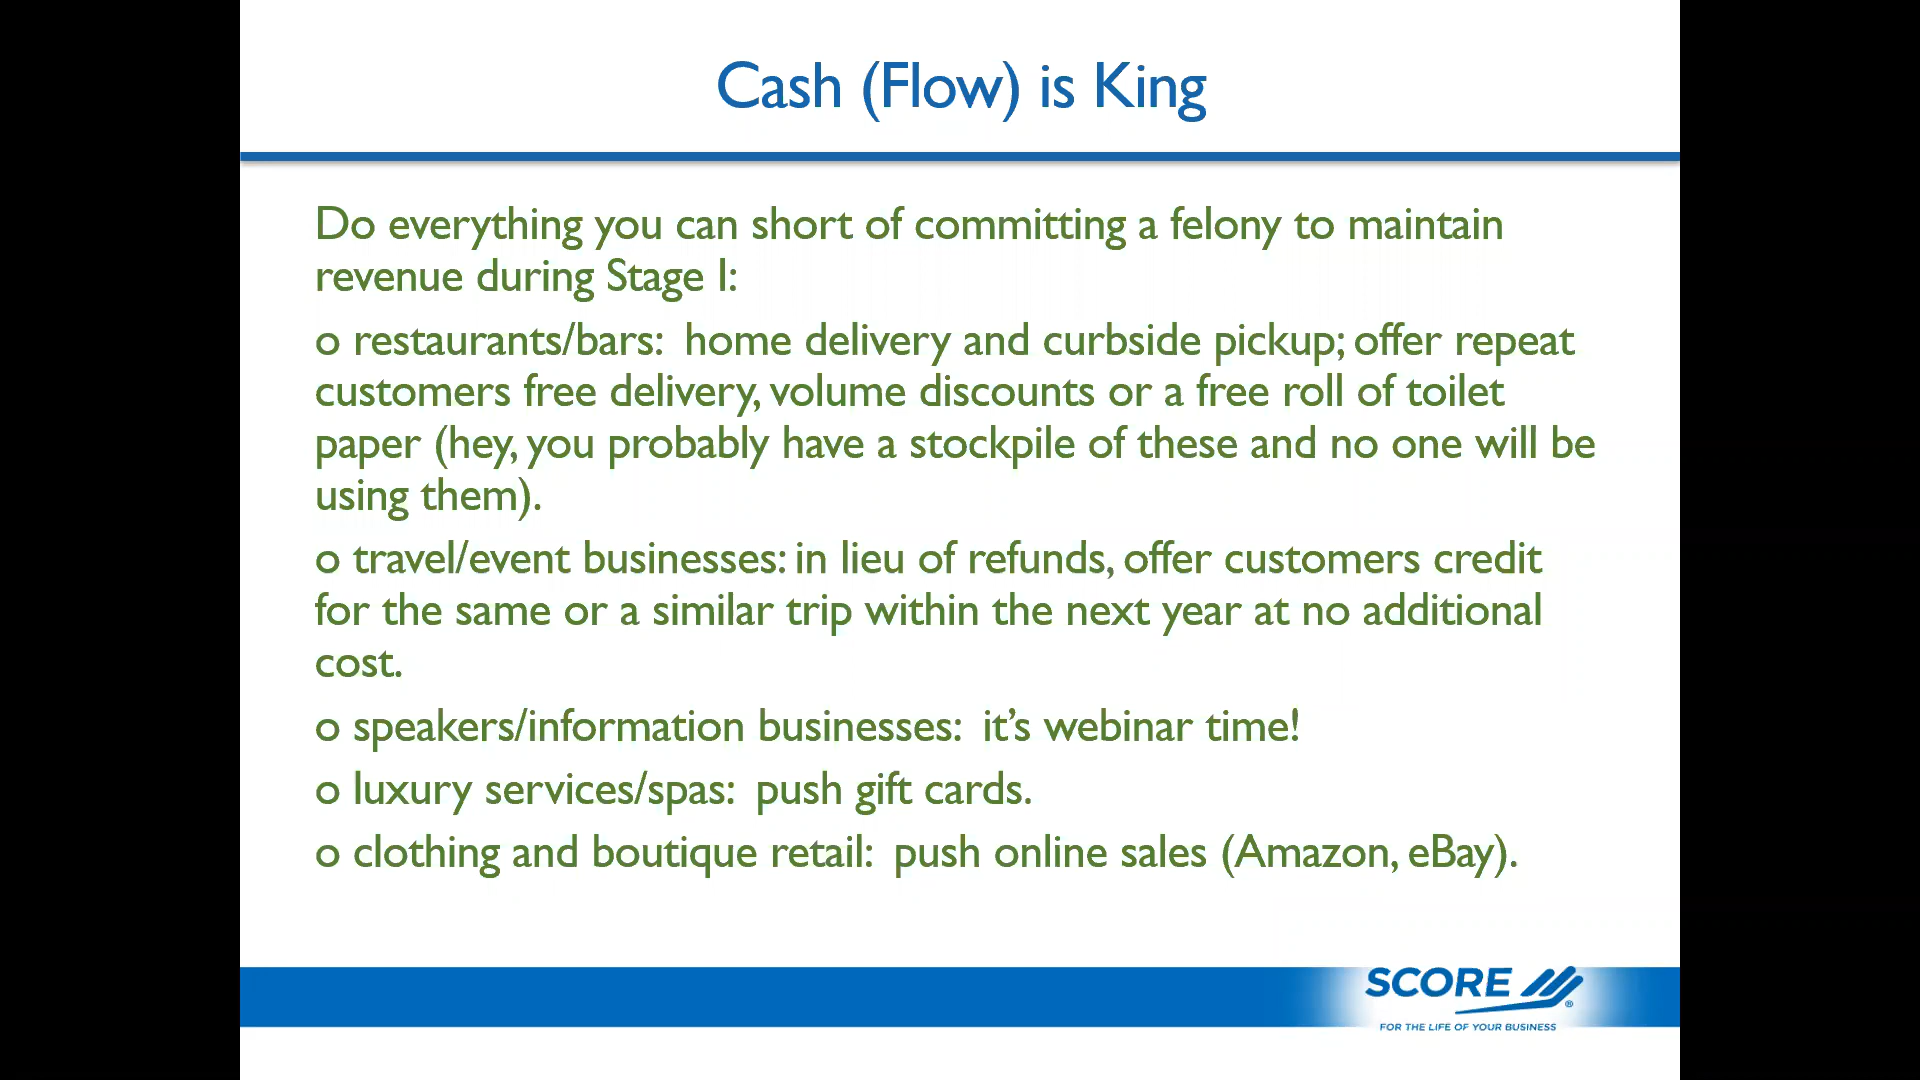 Cash (Flow) is King
Do everything you can short of committing a felony to maintain
revenue during Stage I:
o restaurants/bars:  home delivery and curbside pickup; offer repeat
customers free delivery, volume discounts or a free roll of toilet
paper (hey, you probably have a stockpile of these and no one will be
using them).
o travel/event businesses: in lieu of refunds, offer customers credit
for the same or a similar trip within the next year at no additional
cost.
o speakers/information businesses:  it’s webinar time!
o luxury services/spas:  push gift cards.
o clothing and boutique retail:  push online sales (Amazon, eBay).
SCORE ®
FOR THE LIFE OF YOUR BUSINESS